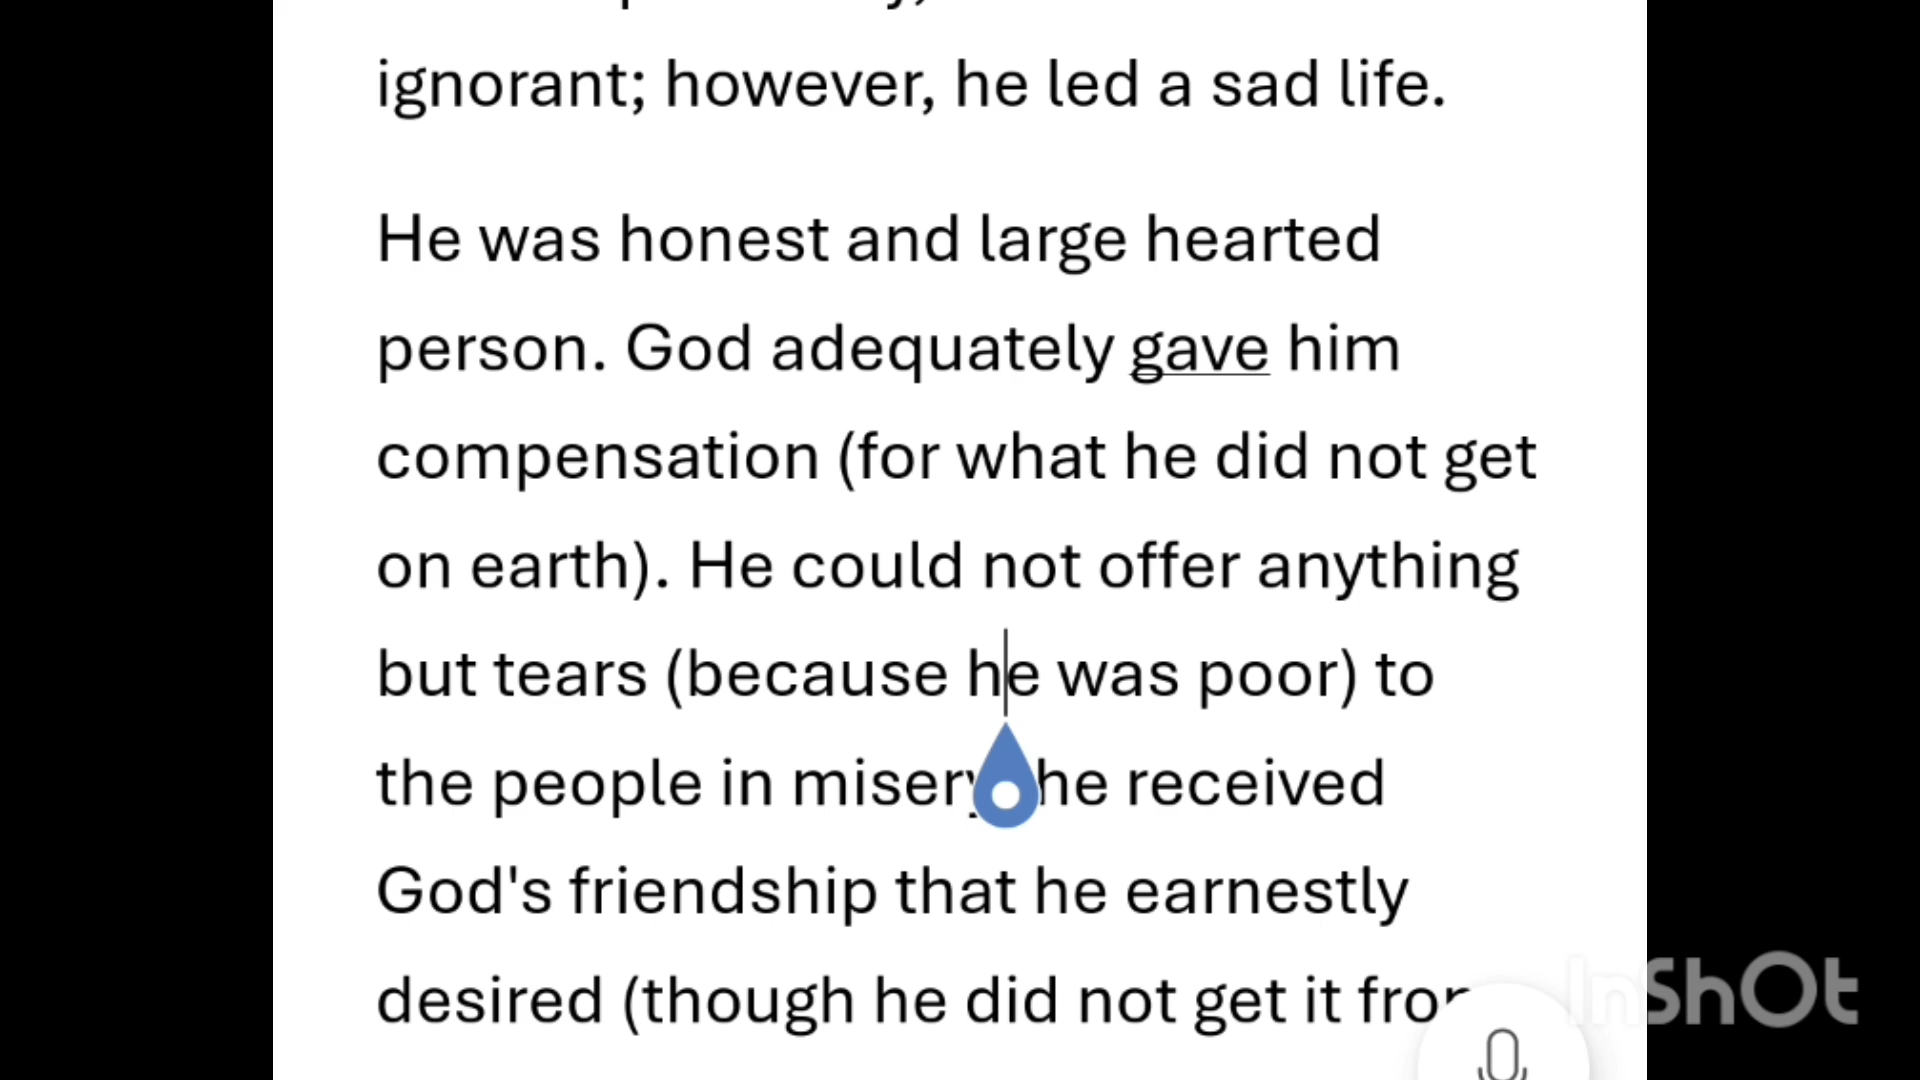 ignorant; however, he led a sad life.
He was honest and large hearted
person. God adequately gave him
compensation (for what he did not get
on earth). He could not offer anything
but tears (because he was poor) to
the people in misery he received
God's friendship that he earnestly
desired (though he did not get it from
InShOt